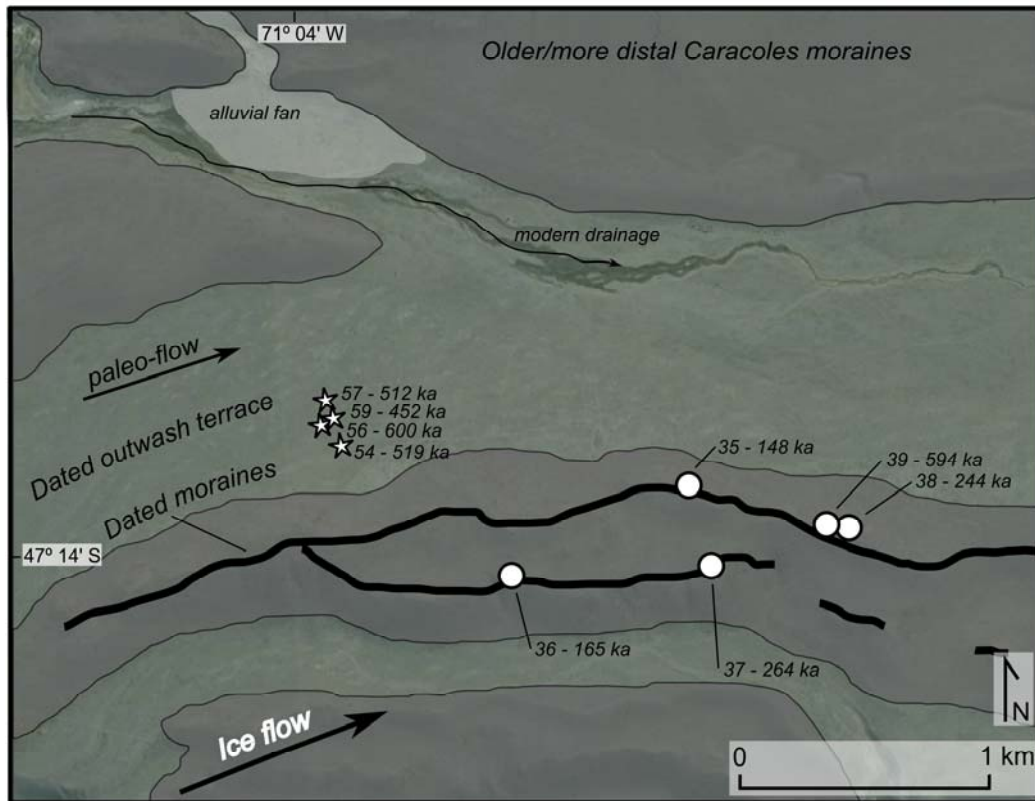 71º 04' W
Older/more distal Caracoles moraines
alluvial fan
modern drainage
paleo-flow
57 - 512 ka
59 - 452 ka
56 - 600 ka
54 - 519 ka
Dated outwash terrace
Dated moraines
35 - 148 ka
39 - 594 ka
38 - 244 ka
47º 14' S
36 - 165 ka
37 - 264 ka
Ice flow
N
0 1 km